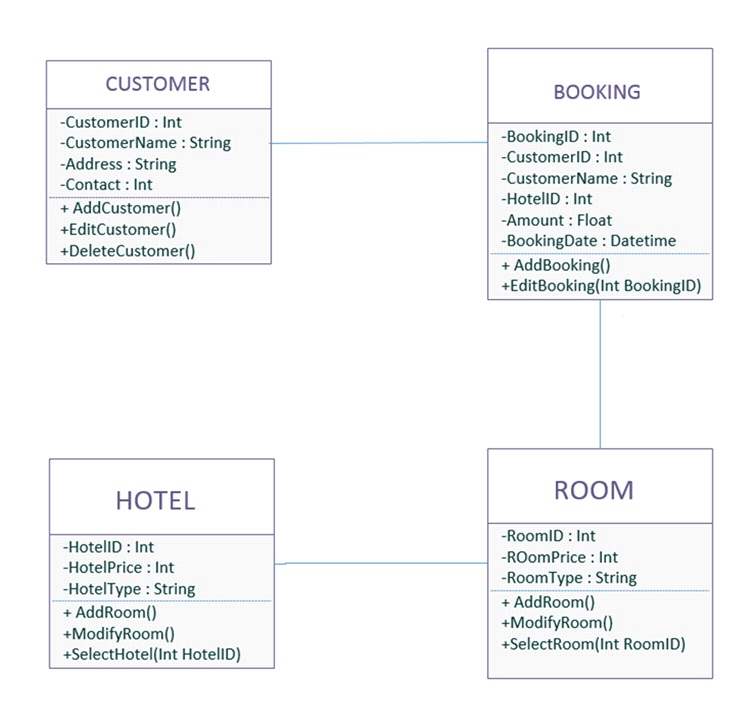 CUSTOMER
-CustomerID : Int
-CustomerName : String
-Address : String
-Contact : Int
+ AddCustomer()
+EditCustomer()
+DeleteCustomer()
BOOKING
-BookingID : Int
-CustomerID : Int
-CustomerName : String
-HotelID : Int
-Amount : Float
-BookingDate : Datetime
+ AddBooking()
+EditBooking(Int BookingID)
HOTEL
-HotelID : Int
-HotelPrice : Int
-HotelType : String
+ AddRoom()
+ModifyRoom()
+SelectHotel(Int HotelID)
ROOM
-RoomID : Int
-ROomPrice : Int
-RoomType : String
+ AddRoom()
+ModifyRoom()
+SelectRoom(Int RoomID)